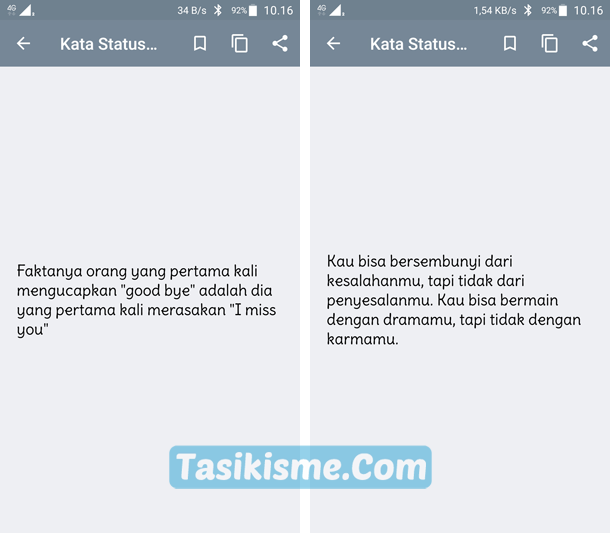 4G
34 B/s
92%
10.16
Kata Status...
Faktanya orang yang pertama kali
mengucapkan "good bye" adalah dia
yang pertama kali merasakan "I miss
you"
4G
1,54 KB/s
92%
10.16
Kata Status...
Kau bisa bersembunyi dari
kesalahanmu, tapi tidak dari
penyesalanmu. Kau bisa bermain
dengan dramamu, tapi tidak dengan
karmamu.
Tasikisme.Com